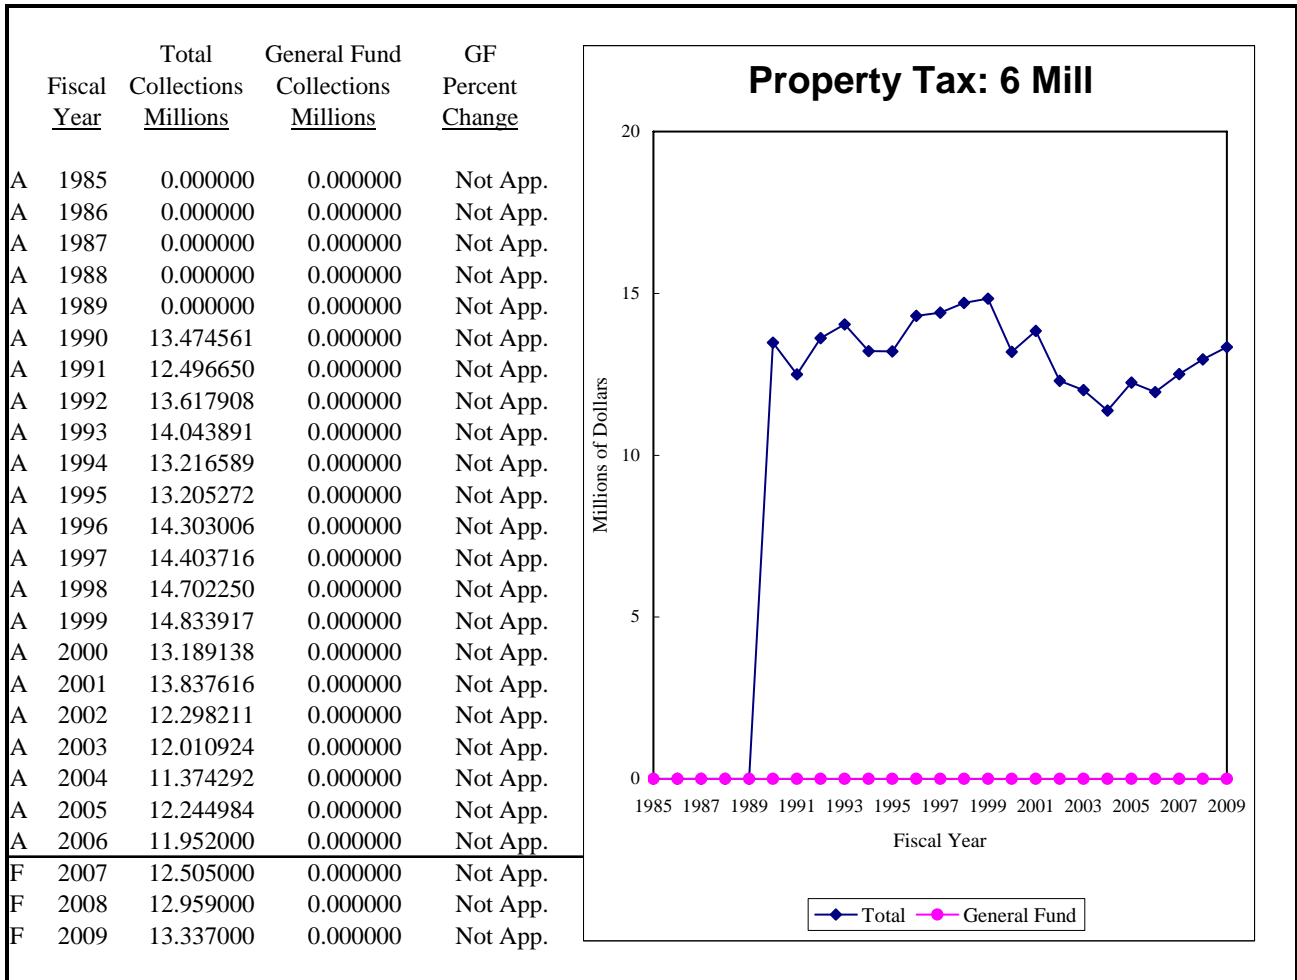 Total General Fund GF
Fiscal Collections Collections Percent
Year Millions Millions Change
A 1985 0.000000 0.000000 Not App.
A 1986 0.000000 0.000000 Not App.
A 1987 0.000000 0.000000 Not App.
A 1988 0.000000 0.000000 Not App.
A 1989 0.000000 0.000000 Not App.
A 1990 13.474561 0.000000 Not App.
A 1991 12.496650 0.000000 Not App.
A 1992 13.617908 0.000000 Not App.
A 1993 14.043891 0.000000 Not App.
A 1994 13.216589 0.000000 Not App.
A 1995 13.205272 0.000000 Not App.
A 1996 14.303006 0.000000 Not App.
A 1997 14.403716 0.000000 Not App.
A 1998 14.702250 0.000000 Not App.
A 1999 14.833917 0.000000 Not App.
A 2000 13.189138 0.000000 Not App.
A 2001 13.837616 0.000000 Not App.
A 2002 12.298211 0.000000 Not App.
A 2003 12.010924 0.000000 Not App.
A 2004 11.374292 0.000000 Not App.
A 2005 12.244984 0.000000 Not App.
A 2006 11.952000 0.000000 Not App.
F 2007 12.505000 0.000000 Not App.
F 2008 12.959000 0.000000 Not App.
F 2009 13.337000 0.000000 Not App.
Property Tax: 6 Mill
20
15
10
5
0
Millions of Dollars
1985 1987 1989 1991 1993 1995 1997 1999 2001 2003 2005 2007 2009
Fiscal Year
Total General Fund